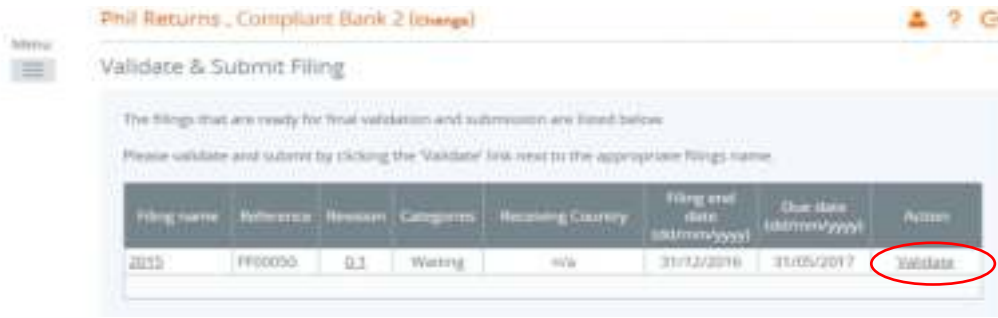 Phil Returns , Compliant Bank 2 (Change)
?
Menu
Validate & Submit Filing
The filings that are ready for final validation and submission are listed below
Please validate and submit by clicking the 'Validate' link next to the appropriate filings name.
Filing name Reference Revision Categories Receiving Country Filing end date (dd/mm/yyyy) Due date (dd/mm/yyyy) Action
2015 FF00050 0.1 Waiting n/a 31/12/2016 31/05/2017 Validate